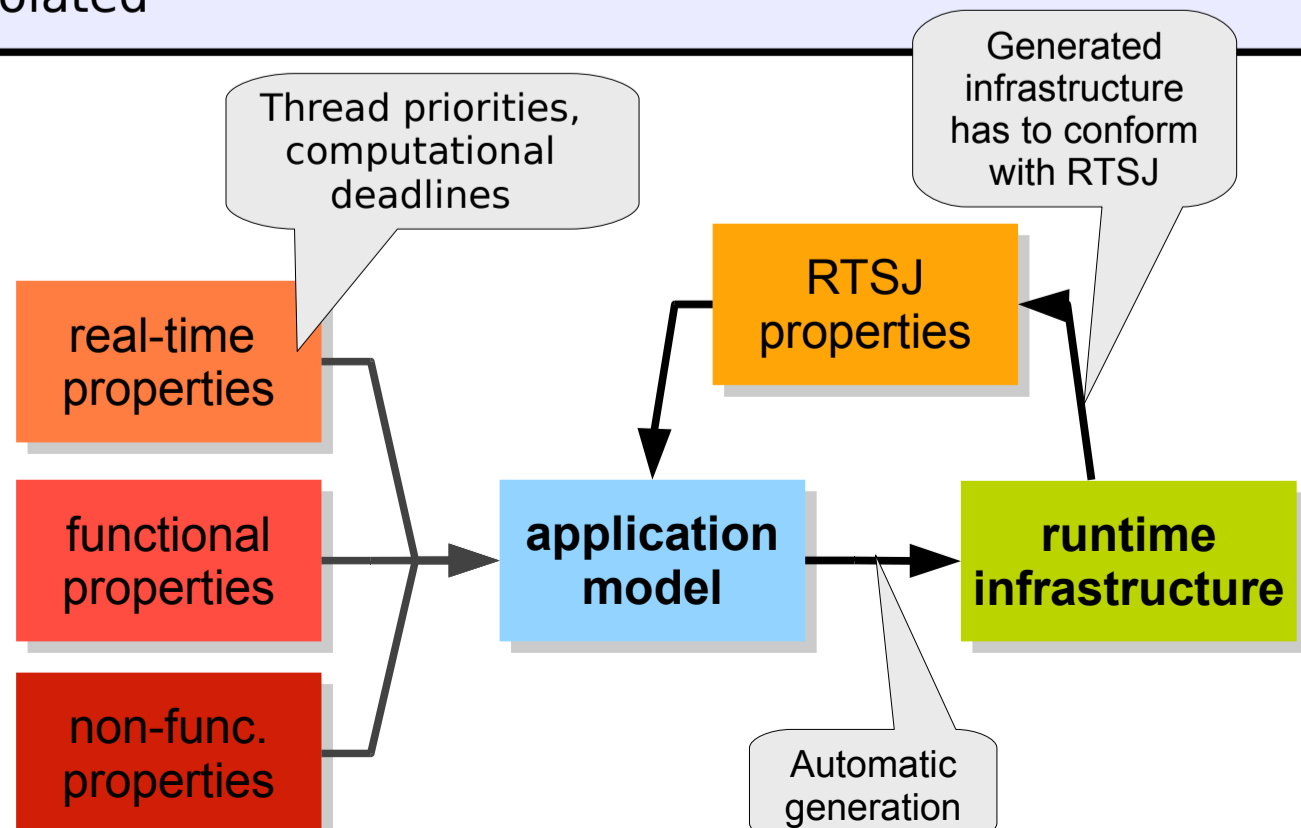 Generated
infrastructure
has to conform
with RTSJ
Thread priorities,
computational
deadlines
RTSJ
properties
real-time
properties
functional
properties
application
model
runtime
infrastructure
non-func.
properties
Automatic
generation